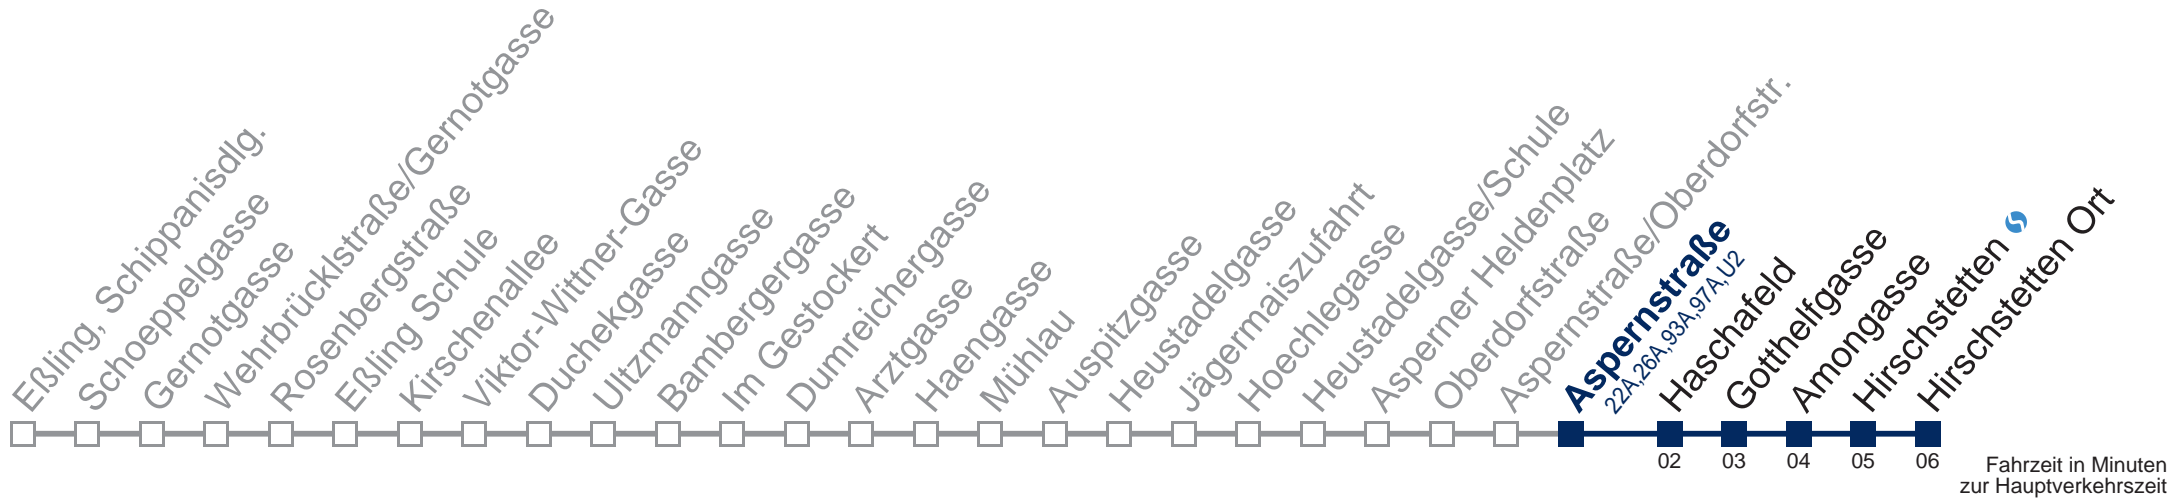 Eßling, Schippanisdlg.
Schoeppelgasse
Gernotgasse
Wehrbrücklstraße/Gernotgasse
Rosenbergstraße
Eßling Schule
Kirschenallee
Viktor-Wittner-Gasse
Duchekgasse
Ultzmanngasse
Bambergergasse
Im Gestockert
Dumreichergasse
Arztgasse
Haengasse
Mühlau
Auspitzgasse
Heustadelgasse
Jägermaiszufahrt
Hoechlegasse
Heustadelgasse/Schule
Asperner Heldenplatz
Oberdorfstraße
Aspernstraße/Oberdorfstr.
Aspernstraße
22A,26A,93A,97A,U2
Haschafeld
Gotthelfgasse
Amongasse
Hirschstetten
Hirschstetten Ort
02 03 04 05 06
Fahrzeit in Minuten
zur Hauptverkehrszeit